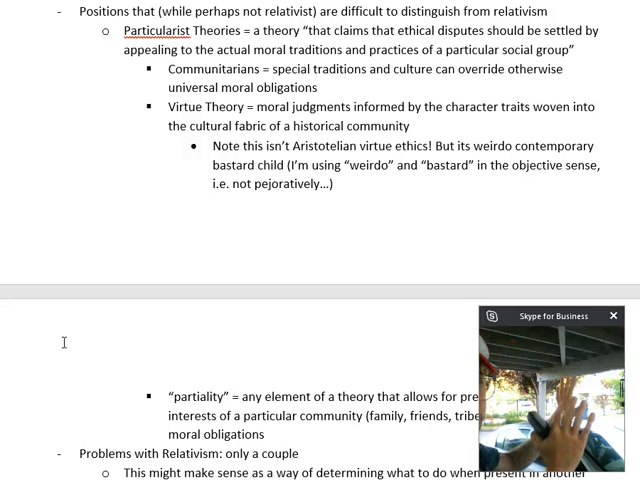 - Positions that (while perhaps not relativist) are difficult to distinguish from relativism
o Particularist Theories = a theory “that claims that ethical disputes should be settled by
appealing to the actual moral traditions and practices of a particular social group”
▪ Communitarians = special traditions and culture can override otherwise
universal moral obligations
▪ Virtue Theory = moral judgments informed by the character traits woven into
the cultural fabric of a historical community
• Note this isn’t Aristotelian virtue ethics! But its weirdo contemporary
bastard child (I’m using “weirdo” and “bastard” in the objective sense,
i.e. not pejoratively…)
Skype for Business
▪ “partiality” = any element of a theory that allows for
interests of a particular community (family, friends,
moral obligations
- Problems with Relativism: only a couple
o This might make sense as a way of determining what to do when present in another